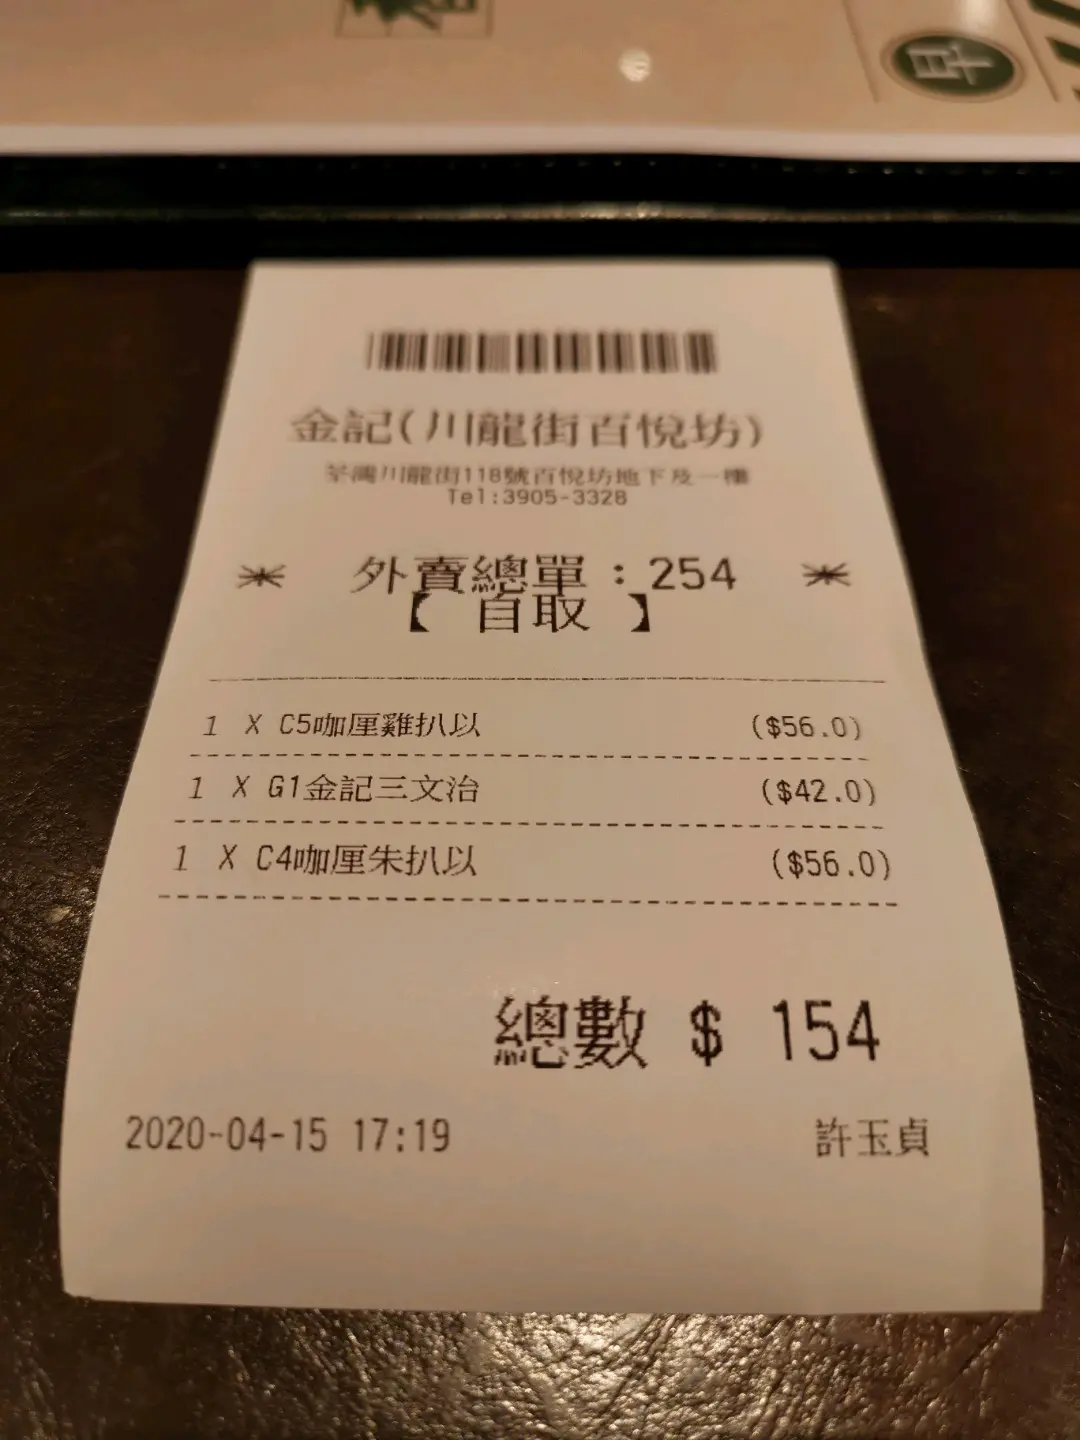 早
金記(川龍街百悅坊)
荃灣川龍街118號百悅坊地下及一樓
Tel:3905-3328
* 外賣總單:254 *
【 自取 】
1 X C5咖厘雞扒以 ($56.0)
1 X G1金記三文治 ($42.0)
1 X C4咖厘朱扒以 ($56.0)
總數 $ 154
2020-04-15 17:19 許玉貞